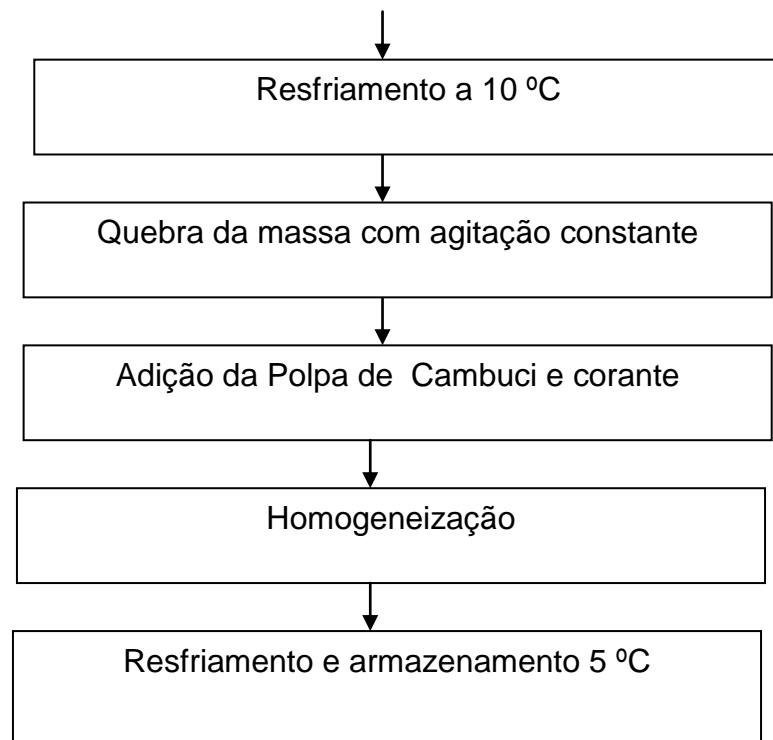 Resfriamento a 10 ºC
Quebra da massa com agitação constante
Adição da Polpa de  Cambuci e corante
Homogeneização
Resfriamento e armazenamento 5 ºC